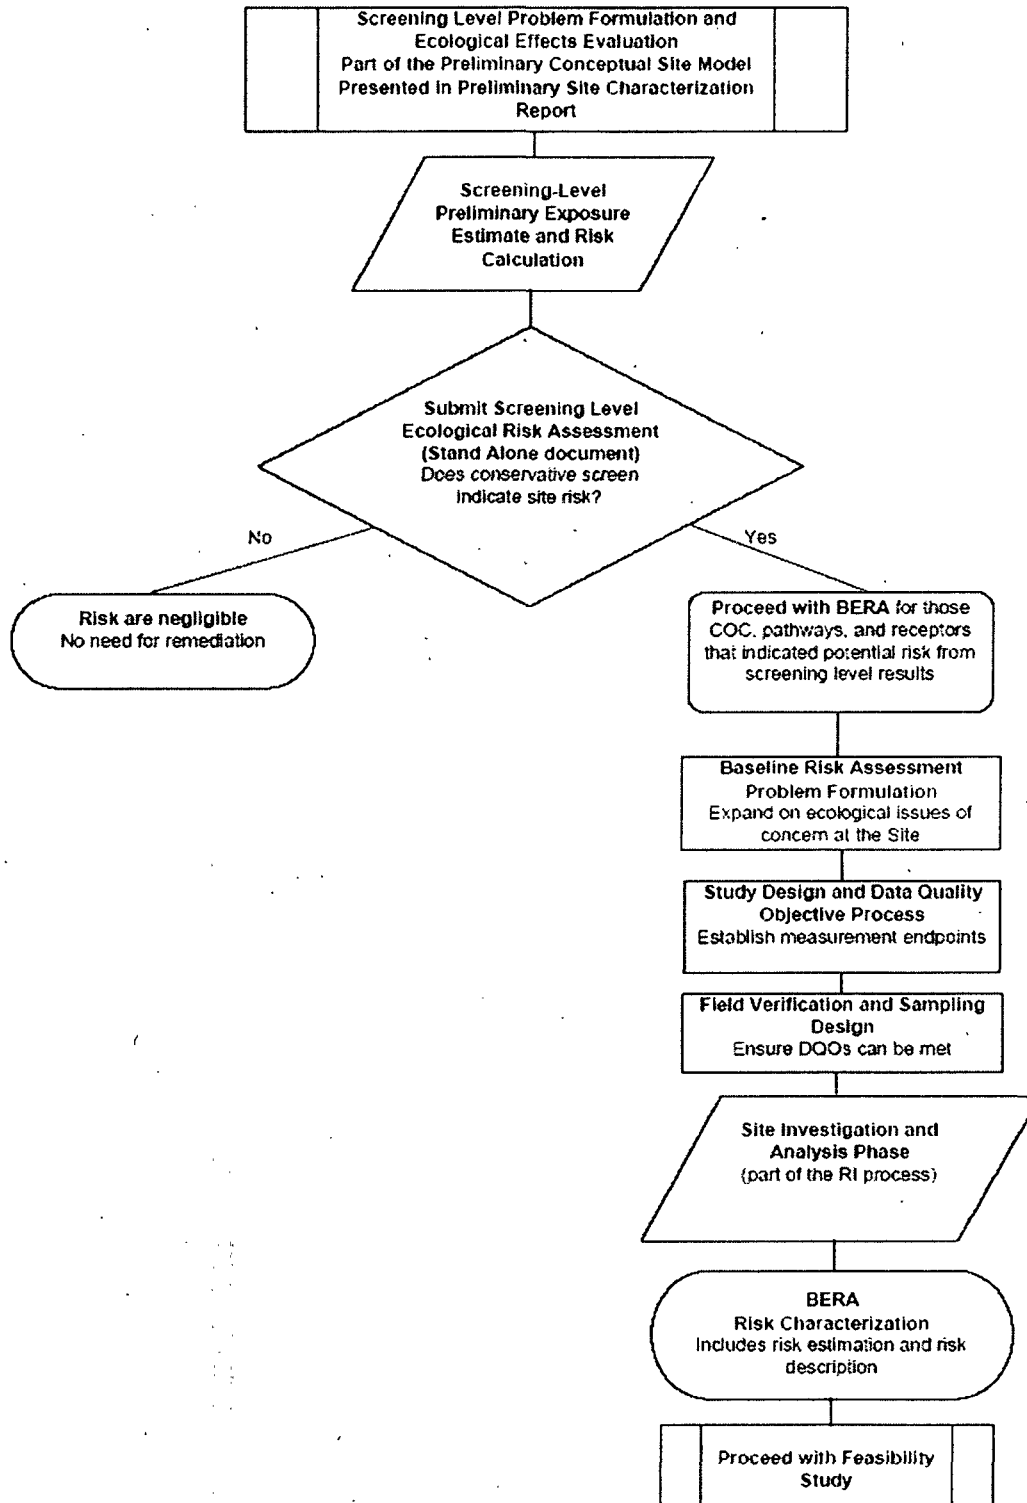 Screening Level Problem Formulation and
Ecological Effects Evaluation
Part of the Preliminary Conceptual Site Model
Presented in Preliminary Site Characterization
Report
Screening-Level
Preliminary Exposure
Estimate and Risk
Calculation
Submit Screening Level
Ecological Risk Assessment
(Stand Alone document)
Does conservative screen
indicate site risk?
No
Yes
Risk are negligible
No need for remediation
Proceed with BERA for those
COC, pathways, and receptors
that indicated potential risk from
screening level results
Baseline Risk Assessment
Problem Formulation
Expand on ecological issues of
concern at the Site
Study Design and Data Quality
Objective Process
Establish measurement endpoints
Field Verification and Sampling
Design
Ensure DQOs can be met
Site Investigation and
Analysis Phase
(part of the RI process)
BERA
Risk Characterization
Includes risk estimation and risk
description
Proceed with Feasibility
Study